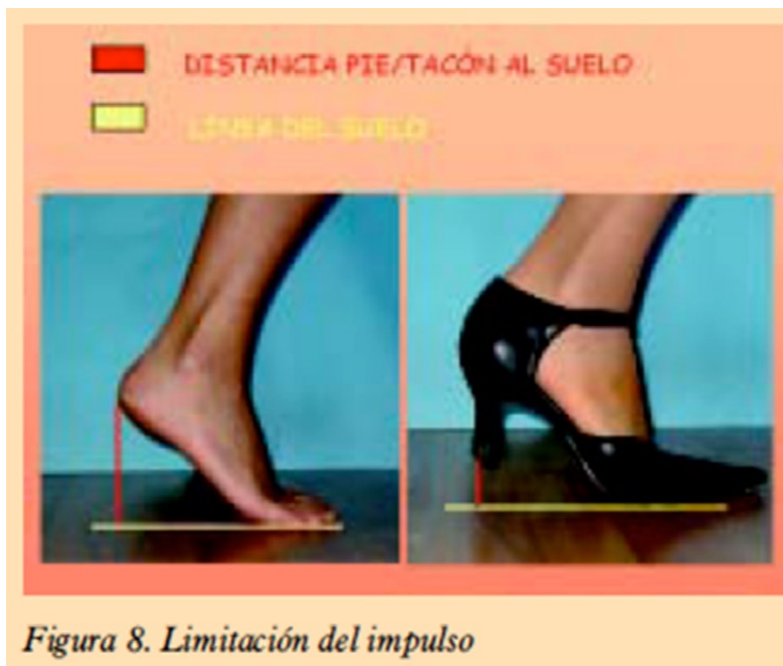 DISTANCIA PIE/TACÓN AL SUELO
LÍNEA DEL SUELO
Figura 8. Limitación del impulso